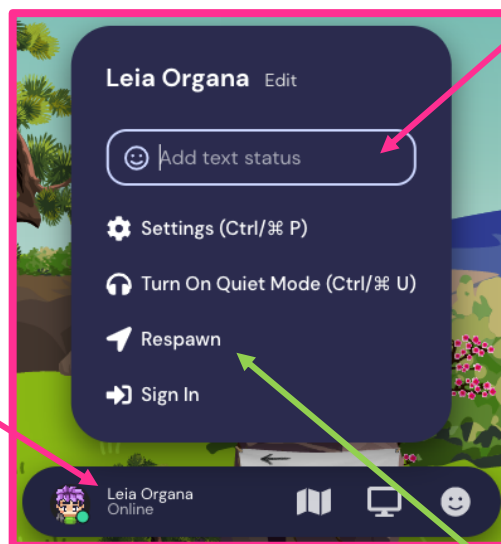 Leia Organa Edit
Add text status
Settings (Ctrl/⌘ P)
Turn On Quiet Mode (Ctrl/⌘ U)
Respawn
Sign In
Leia Organa
Online